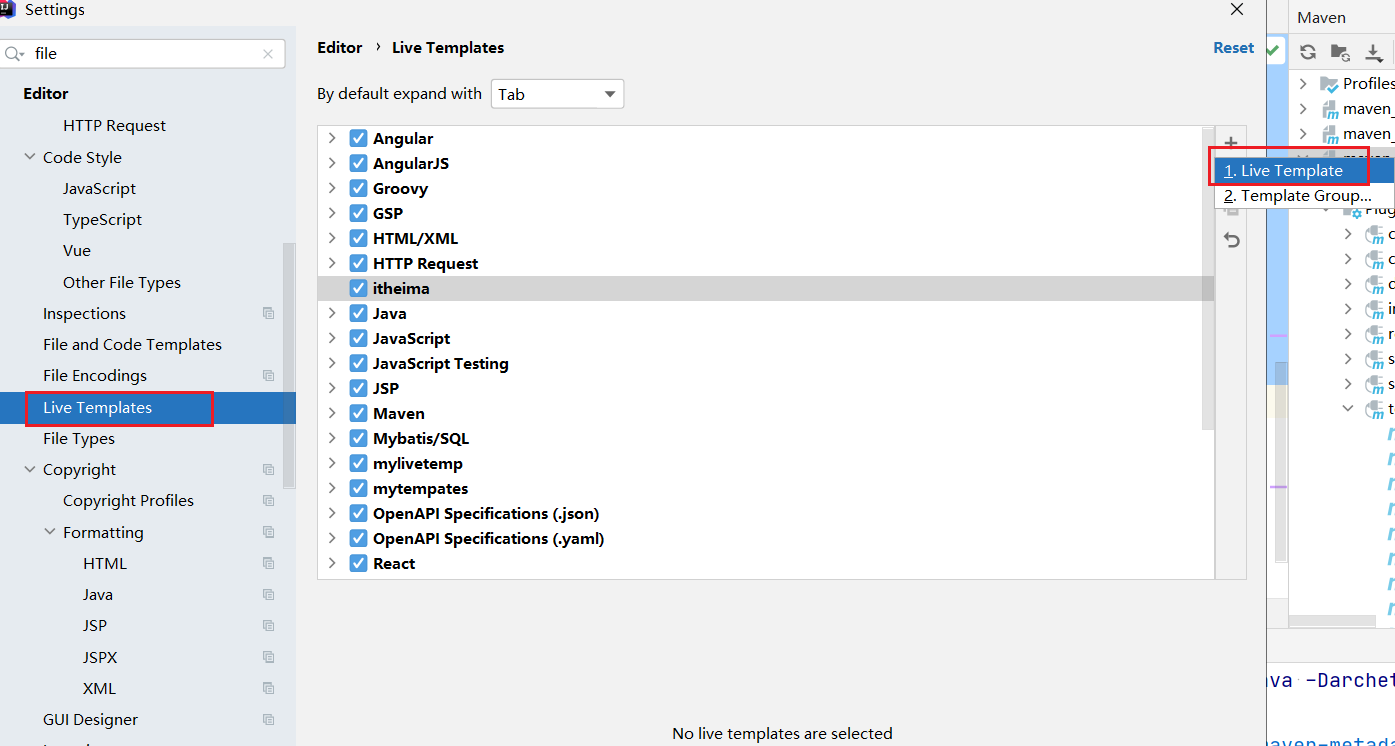 Settings
file
Editor
HTTP Request
Code Style
JavaScript
TypeScript
Vue
Other File Types
Inspections
File and Code Templates
File Encodings
Live Templates
File Types
Copyright
Copyright Profiles
Formatting
HTML
Java
JSP
JSPX
XML
GUI Designer
Editor › Live Templates
Reset
By default expand with Tab
Angular
AngularJS
Groovy
GSP
HTML/XML
HTTP Request
itheima
Java
JavaScript
JavaScript Testing
JSP
Maven
Mybatis/SQL
mylivetemp
mytempates
OpenAPI Specifications (.json)
OpenAPI Specifications (.yaml)
React
No live templates are selected
1. Live Template
2. Template Group...
Maven
Profiles
maven_
maven_
ava -Darchet
maven-metada